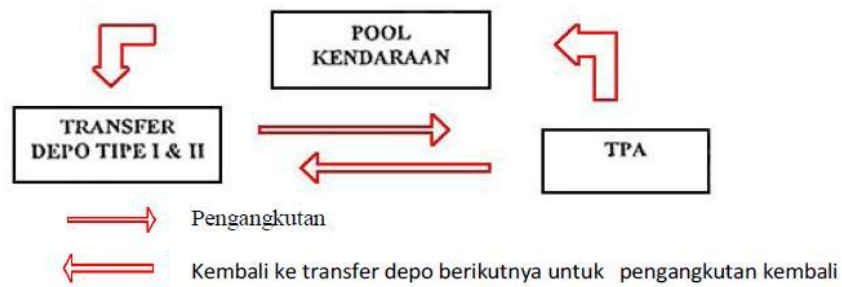 POOL
KENDARAAN
TRANSFER
DEPO TIPE I & II
TPA
Pengangkutan
Kembali ke transfer depo berikutnya untuk pengangkutan kembali